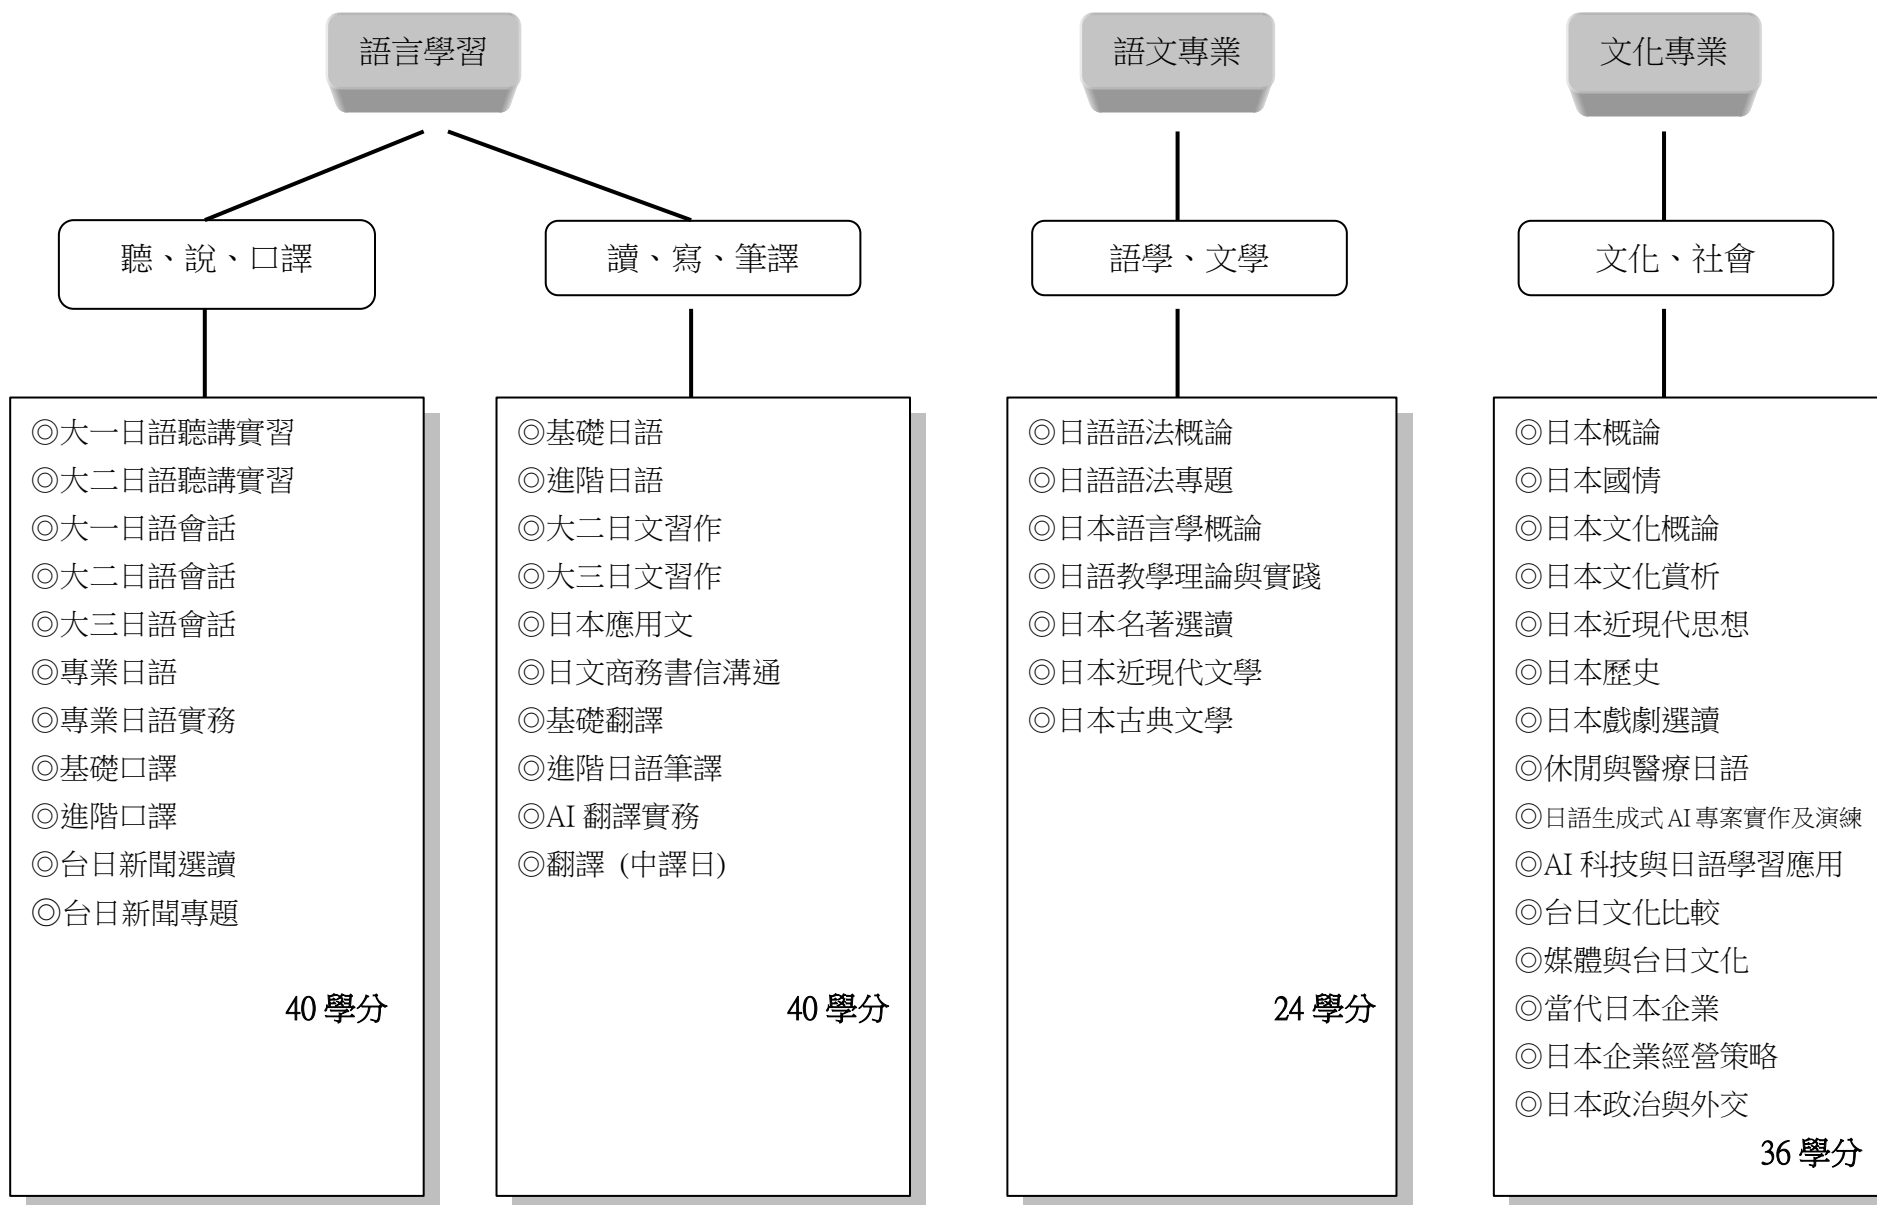 語言學習
語文專業
文化專業
聽、說、口譯
讀、寫、筆譯
語學、文學
文化、社會
◎大一日語聽講實習
◎大二日語聽講實習
◎大一日語會話
◎大二日語會話
◎大三日語會話
◎專業日語
◎專業日語實務
◎基礎口譯
◎進階口譯
◎台日新聞選讀
◎台日新聞專題
40 學分
◎基礎日語
◎進階日語
◎大二日文習作
◎大三日文習作
◎日本應用文
◎日文商務書信溝通
◎基礎翻譯
◎進階日語筆譯
◎AI 翻譯實務
◎翻譯 (中譯日)
40 學分
◎日語語法概論
◎日語語法專題
◎日本語言學概論
◎日語教學理論與實踐
◎日本名著選讀
◎日本近現代文學
◎日本古典文學
24 學分
◎日本概論
◎日本國情
◎日本文化概論
◎日本文化賞析
◎日本近現代思想
◎日本歷史
◎日本戲劇選讀
◎休閒與醫療日語
◎日語生成式 AI 專案實作及演練
◎AI 科技與日語學習應用
◎台日文化比較
◎媒體與台日文化
◎當代日本企業
◎日本企業經營策略
◎日本政治與外交
36 學分